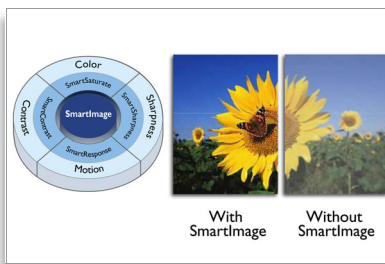 Color
SmartSaturate
Contrast
SmartContrast
SmartImage
SmartSharpness
Sharpness
SmartResponse
Motion
With
SmartImage
Without
SmartImage